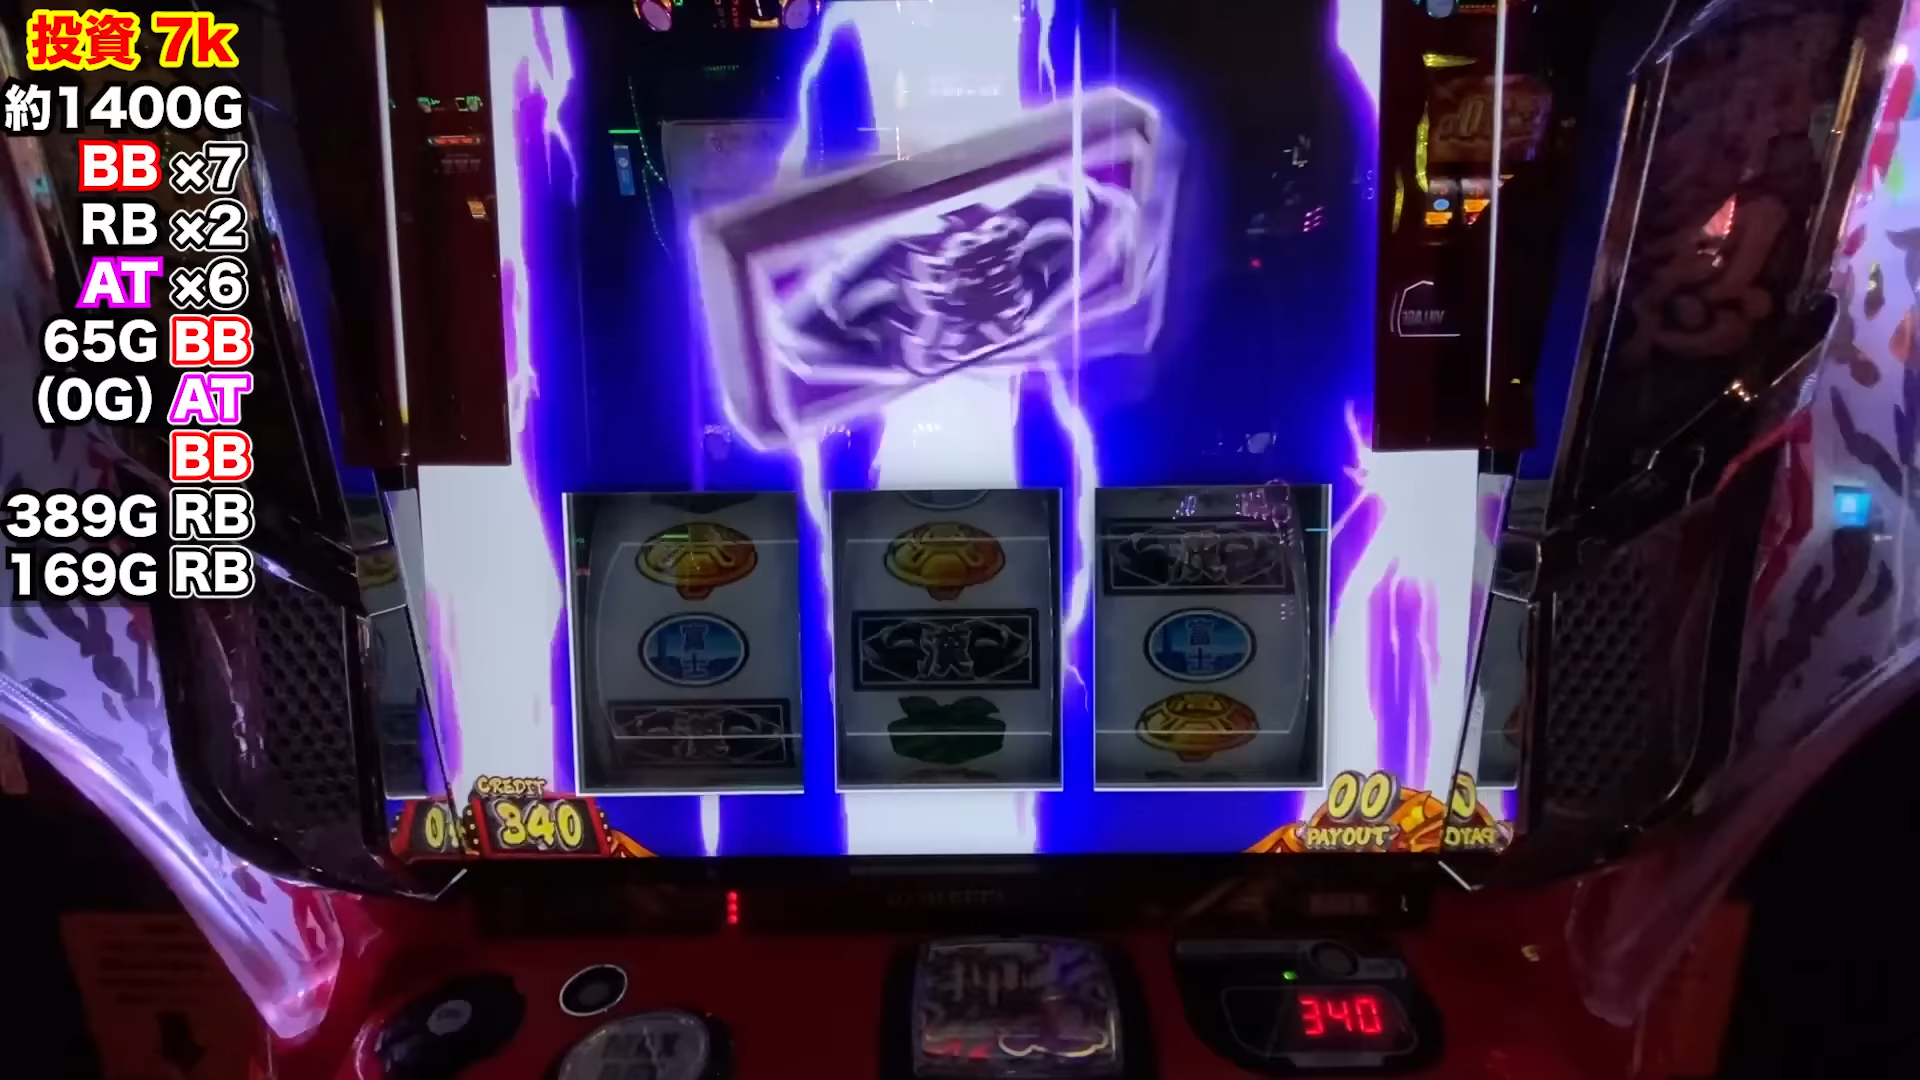 投資 7k
約1400G
BB ×7
RB ×2
AT ×6
65G BB
(0G) AT
BB
389G RB
169G RB
富士
漢
富士
CREDIT
340
00
PAYOUT
340